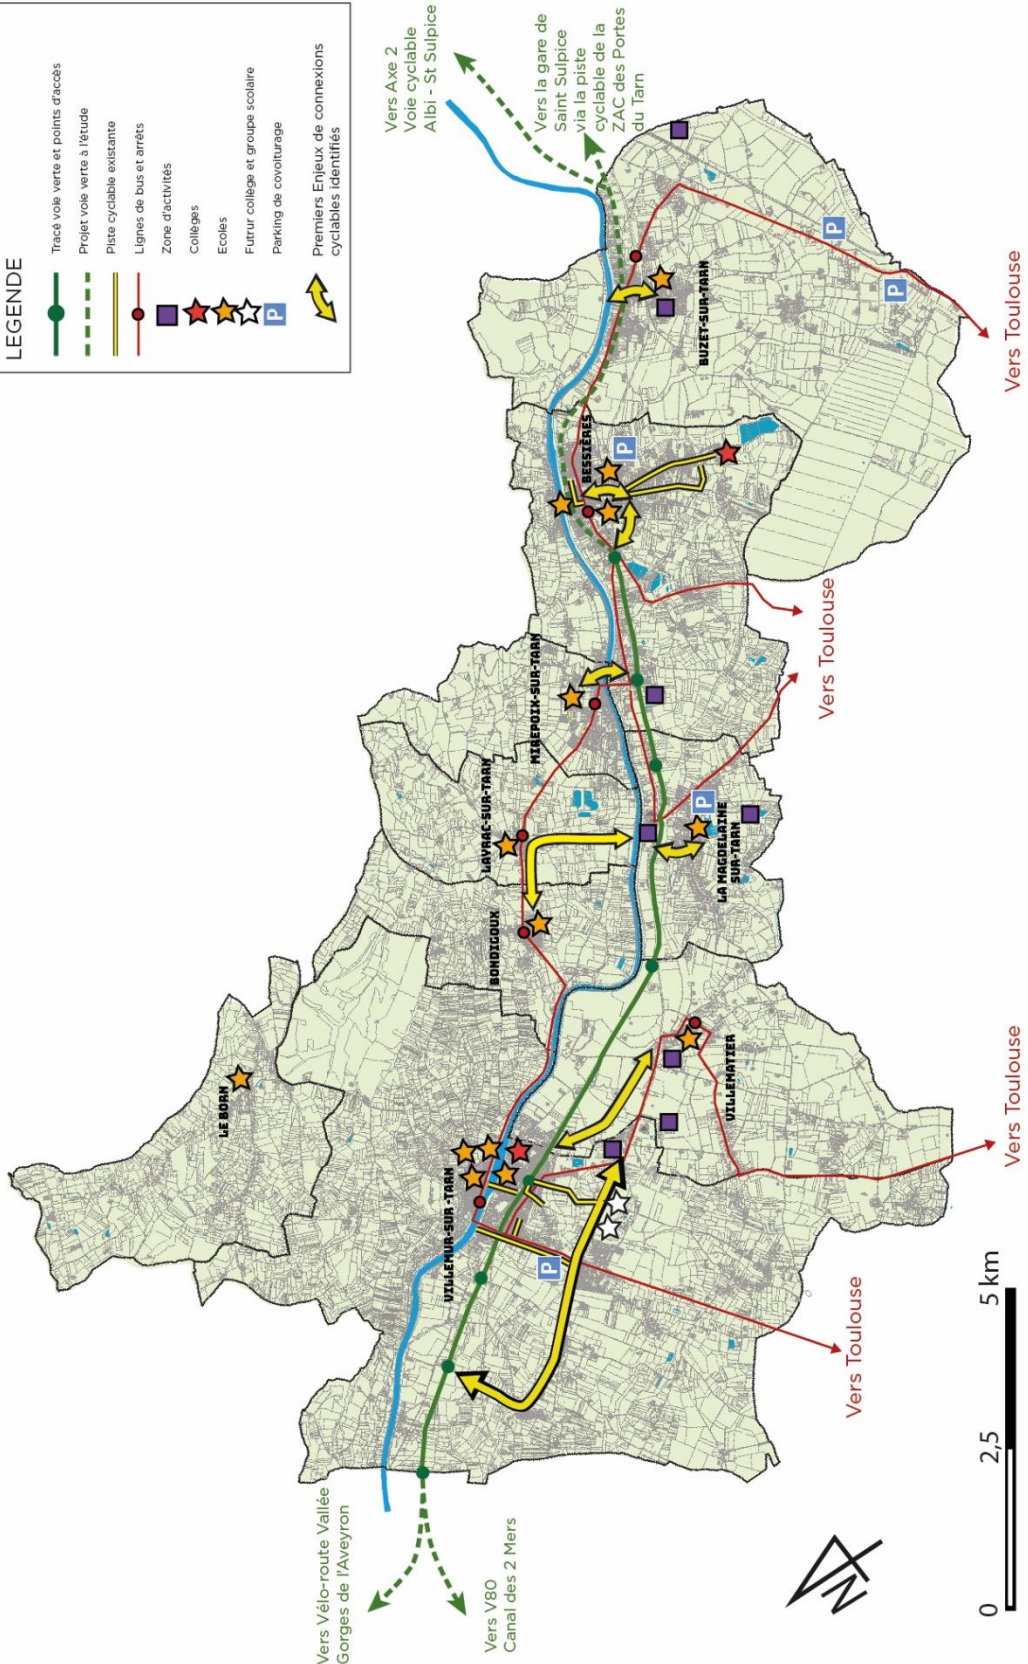 LEGENDE
Tracé voie verte et points d'accès
Projet voie verte à l'étude
Piste cyclable existante
Lignes de bus et arrêts
Zone d'activités
Collèges
Ecoles
Futrur collège et groupe scolaire
Parking de covoiturage
P
Premiers Enjeux de connexions
cyclables identifiés
Vers Axe 2
Voie cyclable
Albi - St Sulpice
Vers la gare de
Saint Sulpice
via la piste
cyclable de la
ZAC des Portes
du Tarn
Vers Vélo-route Vallée
Gorges de l'Aveyron
Vers V80
Canal des 2 Mers
LE BORN
VILLEMUR-SUR-TARN
BONDIGOUX
LAYRAC-SUR-TARN
MIREPOIX-SUR-TARN
BESSIÈRES
BUZET-SUR-TARN
LA MAGDELAINE
SUR-TARN
VILLEMATIER
P
P
P
P
P
Vers Toulouse
Vers Toulouse
Vers Toulouse
Vers Toulouse
N
0
2,5
5 km